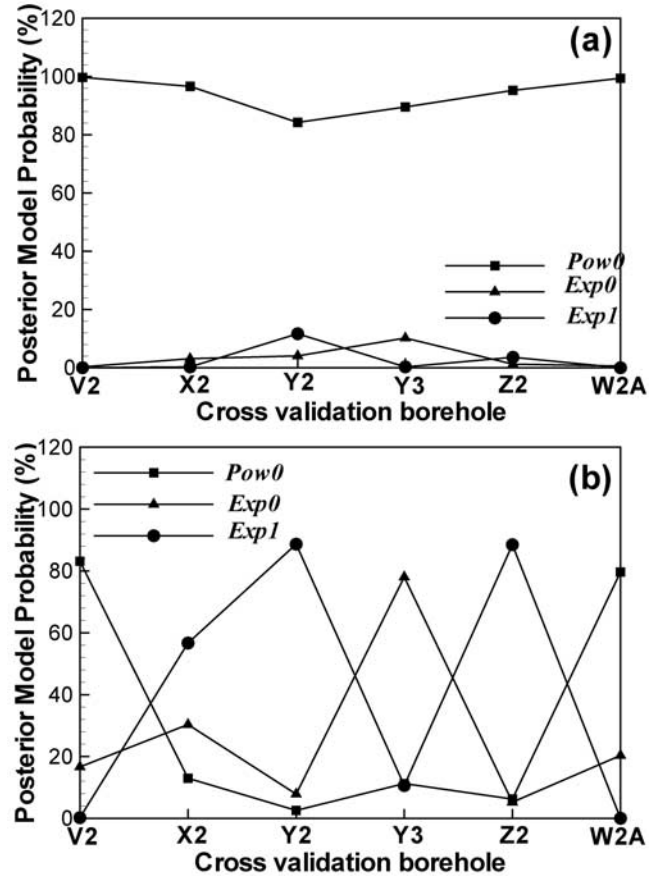 120
(a)
100
80
60
40
20
0
Posterior Model Probability (%)
Pow0
Exp0
Exp1
V2 X2 Y2 Y3 Z2 W2A
Cross validation borehole
120
(b)
100
80
60
40
20
0
Posterior Model Probability (%)
Pow0
Exp0
Exp1
V2 X2 Y2 Y3 Z2 W2A
Cross validation borehole